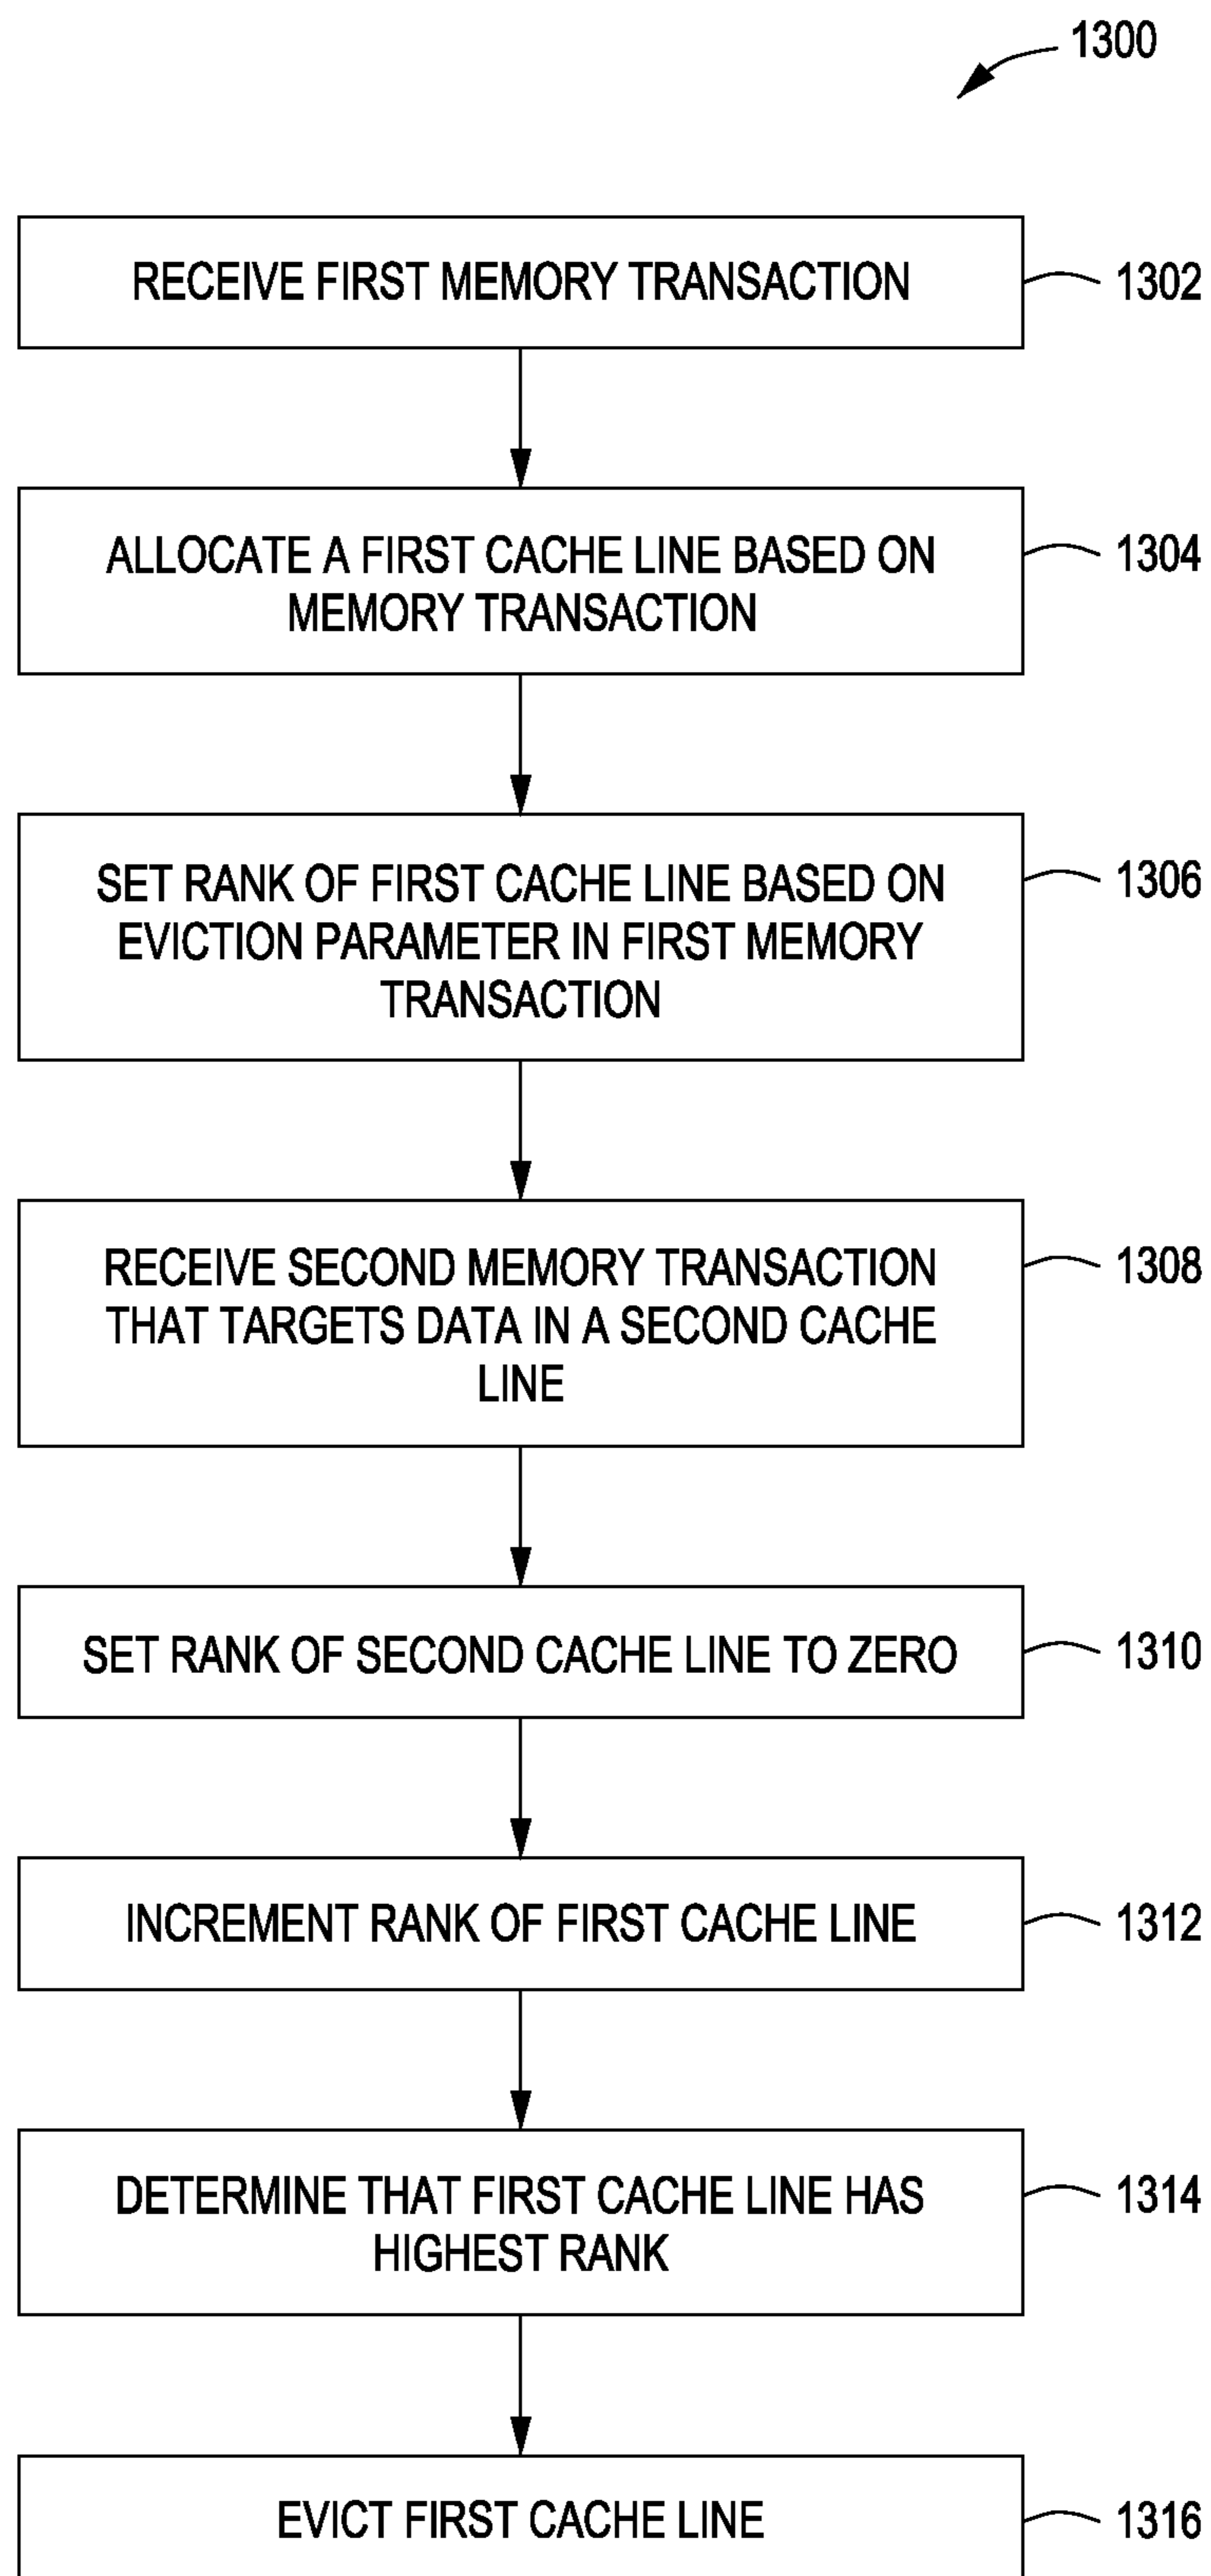 1300
RECEIVE FIRST MEMORY TRANSACTION
1302
ALLOCATE A FIRST CACHE LINE BASED ON
MEMORY TRANSACTION
1304
SET RANK OF FIRST CACHE LINE BASED ON
EVICTION PARAMETER IN FIRST MEMORY
TRANSACTION
1306
RECEIVE SECOND MEMORY TRANSACTION
THAT TARGETS DATA IN A SECOND CACHE
LINE
1308
SET RANK OF SECOND CACHE LINE TO ZERO
1310
INCREMENT RANK OF FIRST CACHE LINE
1312
DETERMINE THAT FIRST CACHE LINE HAS
HIGHEST RANK
1314
EVICT FIRST CACHE LINE
1316